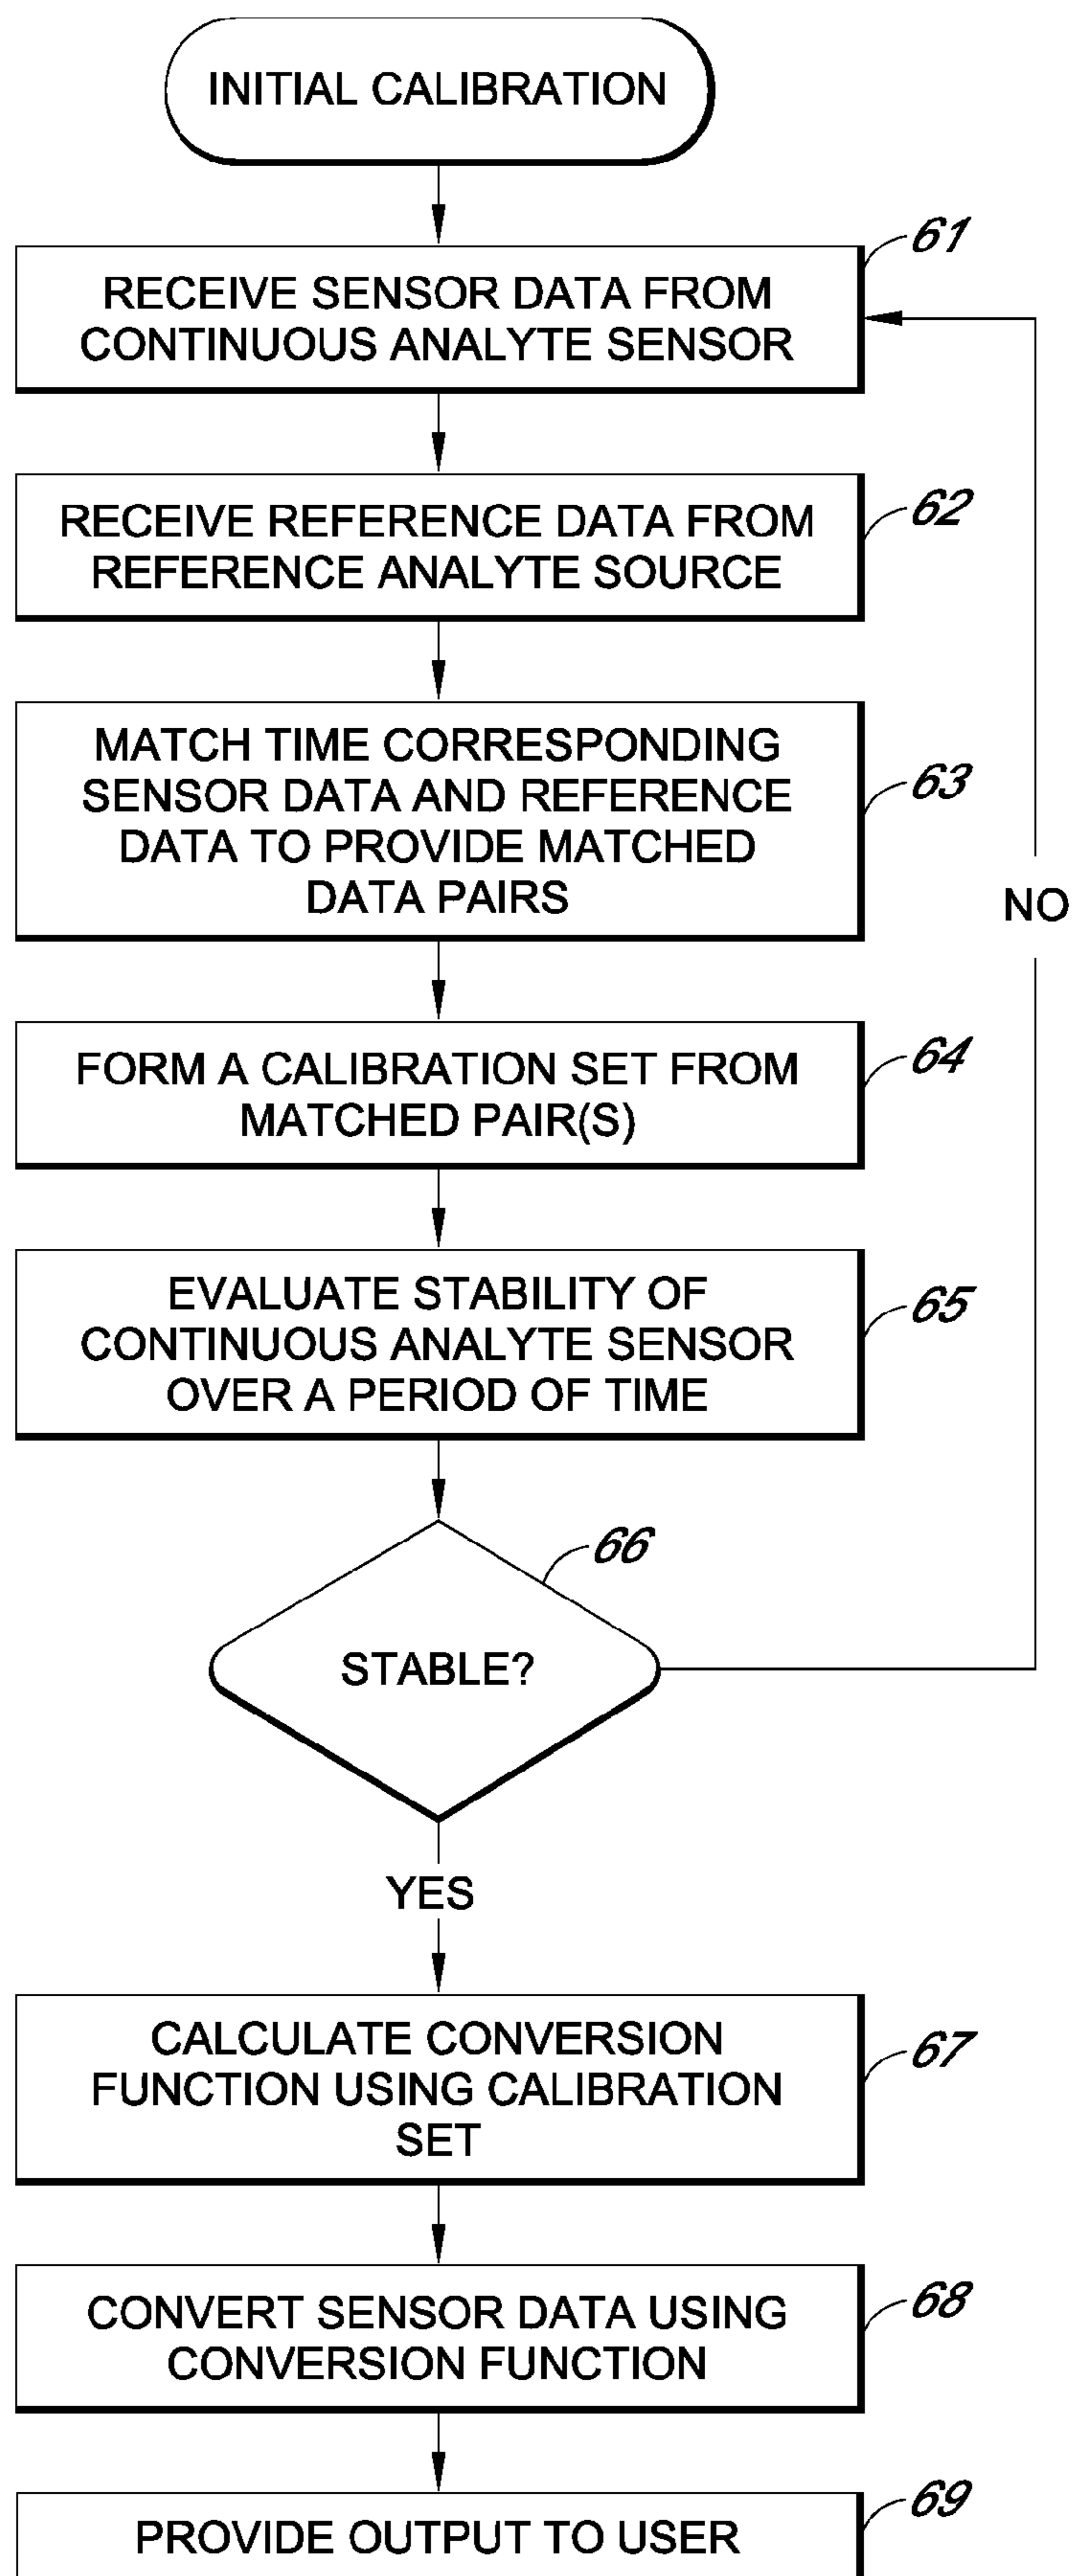 INITIAL CALIBRATION
61
RECEIVE SENSOR DATA FROM
CONTINUOUS ANALYTE SENSOR
62
RECEIVE REFERENCE DATA FROM
REFERENCE ANALYTE SOURCE
63
MATCH TIME CORRESPONDING
SENSOR DATA AND REFERENCE
DATA TO PROVIDE MATCHED
DATA PAIRS
NO
64
FORM A CALIBRATION SET FROM
MATCHED PAIR(S)
65
EVALUATE STABILITY OF
CONTINUOUS ANALYTE SENSOR
OVER A PERIOD OF TIME
66
STABLE?
YES
67
CALCULATE CONVERSION
FUNCTION USING CALIBRATION
SET
68
CONVERT SENSOR DATA USING
CONVERSION FUNCTION
69
PROVIDE OUTPUT TO USER